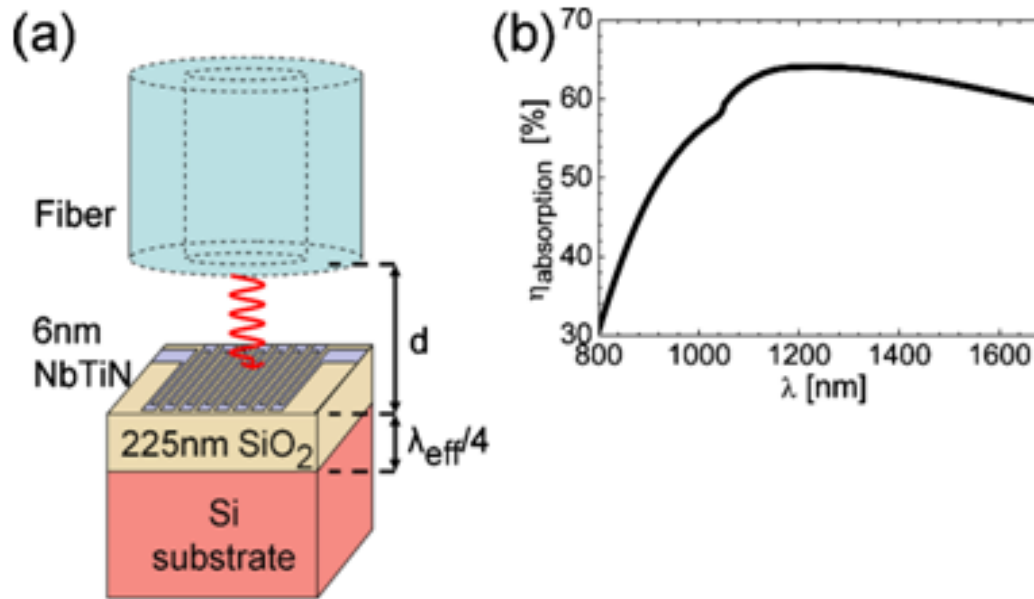 (a)
Fiber
6nm
NbTiN
d
225nm SiO2
λeff/4
Si
substrate
(b)
ηabsorption [%]
70
60
50
40
30
800 1000 1200 1400 1600
λ [nm]